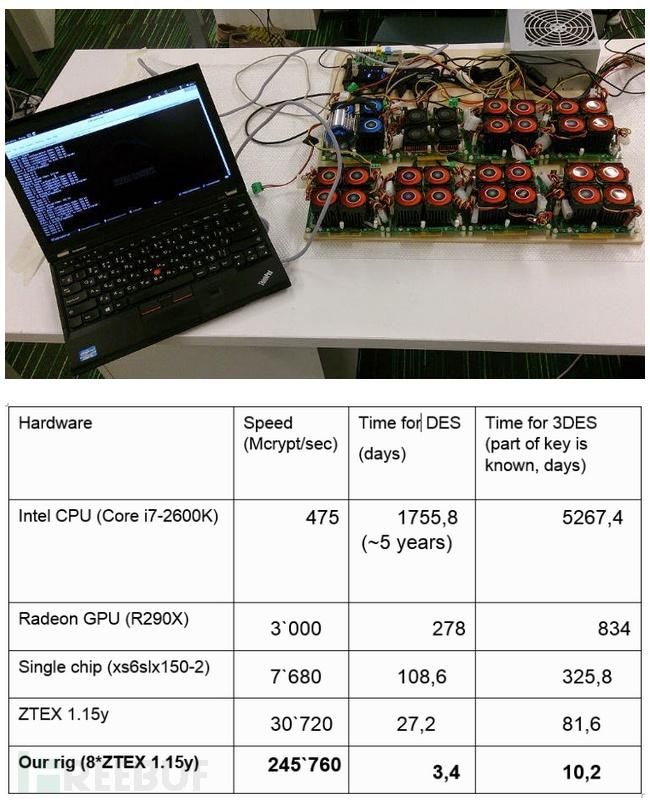 ThinkPad
Hardware
Speed
(Mcrypt/sec)
Time for DES
(days)
Time for 3DES
(part of key is
known, days)
Intel CPU (Core i7-2600K)
475
1755,8
(~5 years)
5267,4
Radeon GPU (R290X)
3`000
278
834
Single chip (xs6slx150-2)
7`680
108,6
325,8
ZTEX 1.15y
30`720
27,2
81,6
Our rig (8*ZTEX 1.15y)
245`760
3,4
10,2
REEBUF